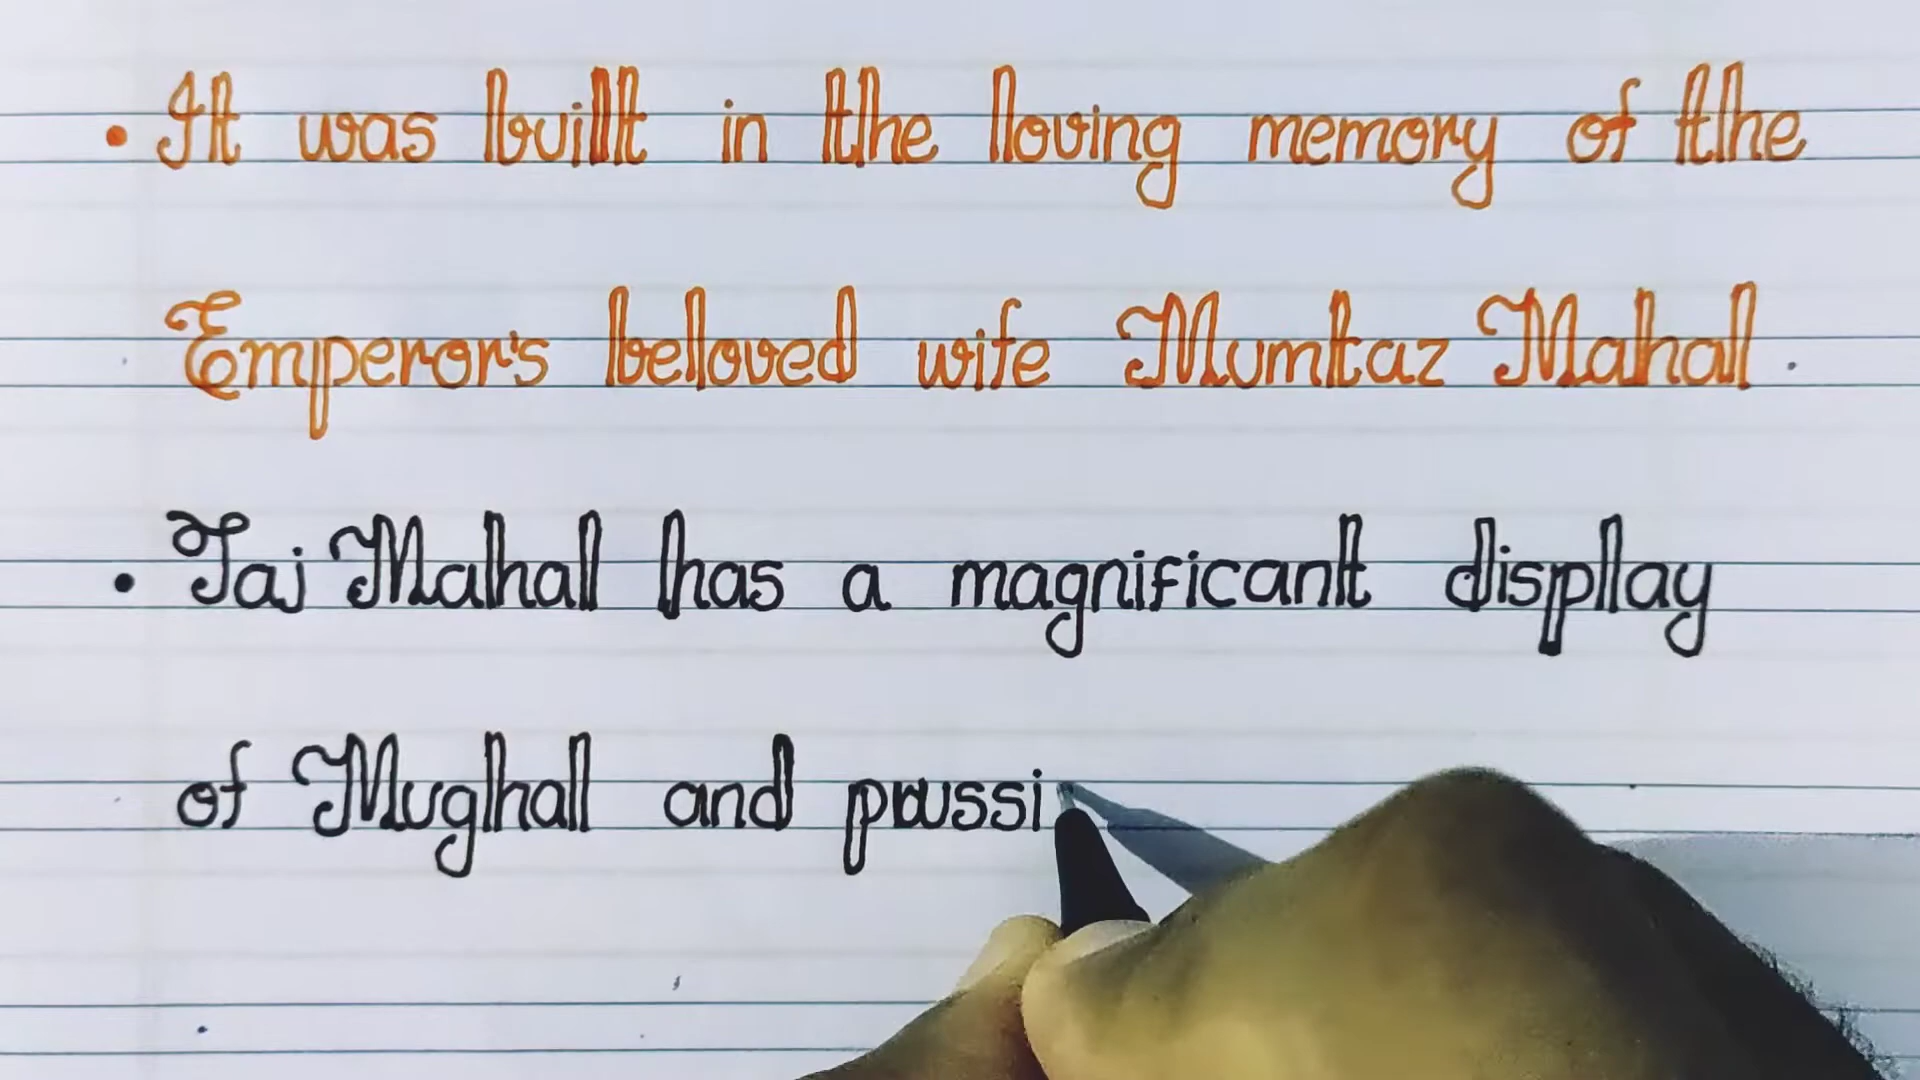 • It was built in the loving memory of the
Emperor's beloved wife Mumtaz Mahal.
• Taj Mahal has a magnificant display
of Mughal and